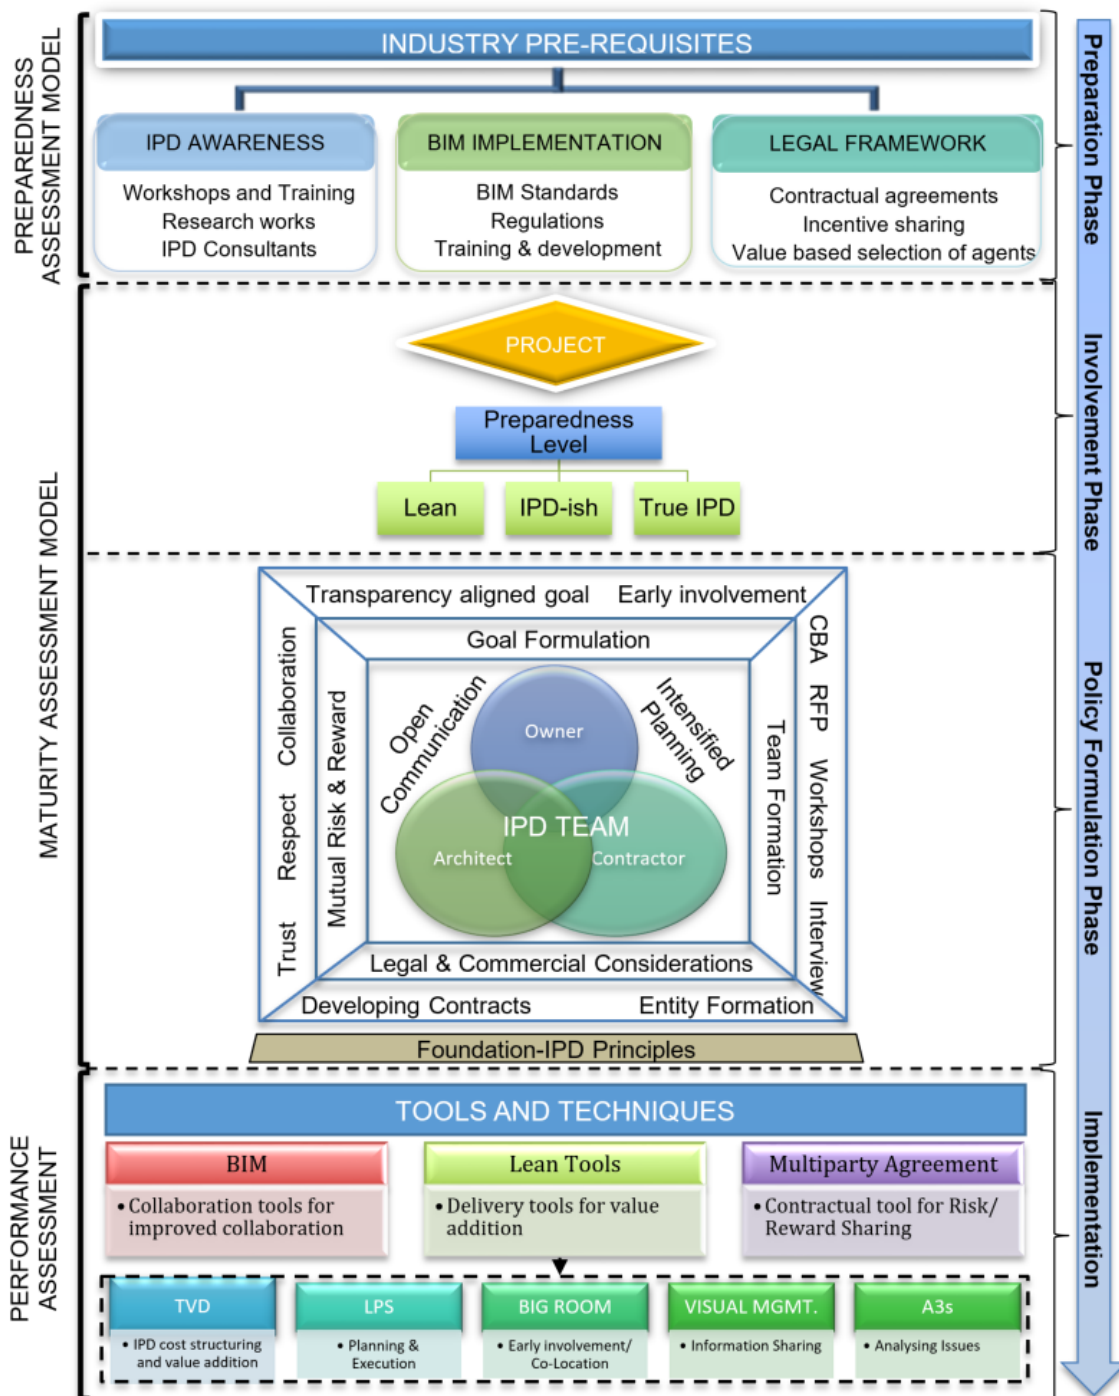 PREPAREDNESS
ASSESSMENT MODEL
INDUSTRY PRE-REQUISITES
IPD AWARENESS
Workshops and Training
Research works
IPD Consultants
BIM IMPLEMENTATION
BIM Standards
Regulations
Training & development
LEGAL FRAMEWORK
Contractual agreements
Incentive sharing
Value based selection of agents
Preparation Phase
MATURITY ASSESSMENT MODEL
PROJECT
Preparedness
Level
Lean
IPD-ish
True IPD
Involvement Phase
Transparency aligned goal
Early involvement
Goal Formulation
Trust Respect Collaboration
Mutual Risk & Reward
Open
Communication
Intensified
Planning
Owner
IPD TEAM
Architect
Contractor
Team Formation
CBA RFP Workshops Interview
Legal & Commercial Considerations
Developing Contracts
Entity Formation
Foundation-IPD Principles
Policy Formulation Phase
PERFORMANCE
ASSESSMENT
TOOLS AND TECHNIQUES
BIM
• Collaboration tools for
improved collaboration
Lean Tools
• Delivery tools for value
addition
Multiparty Agreement
• Contractual tool for Risk/
Reward Sharing
TVD
• IPD cost structuring
and value addition
LPS
• Planning &
Execution
BIG ROOM
• Early involvement/
Co-Location
VISUAL MGMT.
• Information Sharing
A3s
• Analysing Issues
Implementation